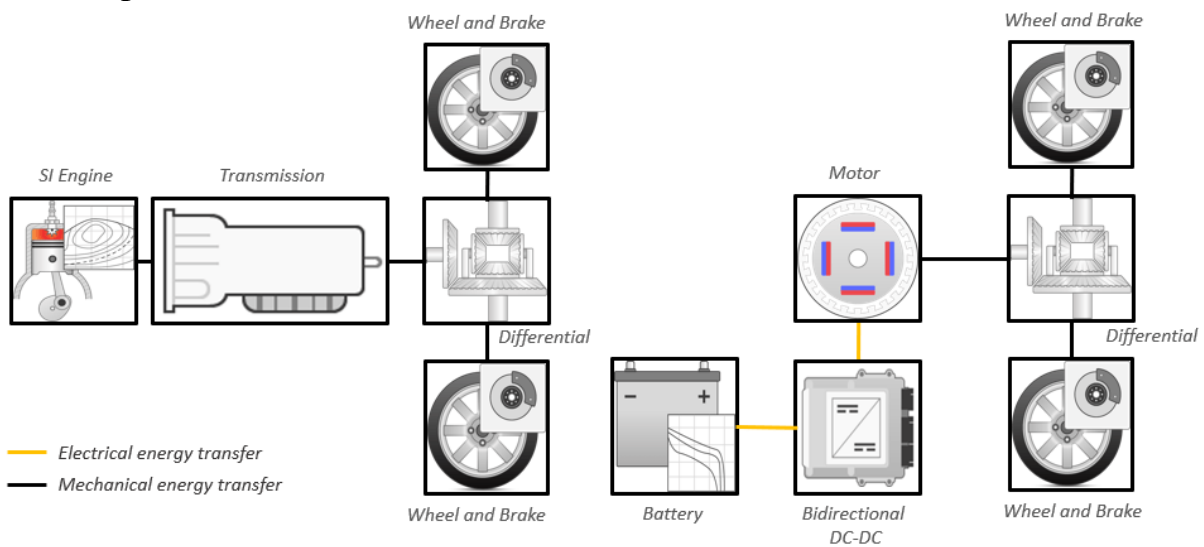 Wheel and Brake
Wheel and Brake
SI Engine
Transmission
Motor
Differential
Differential
Electrical energy transfer
Mechanical energy transfer
Wheel and Brake
Battery
Bidirectional
DC-DC
Wheel and Brake